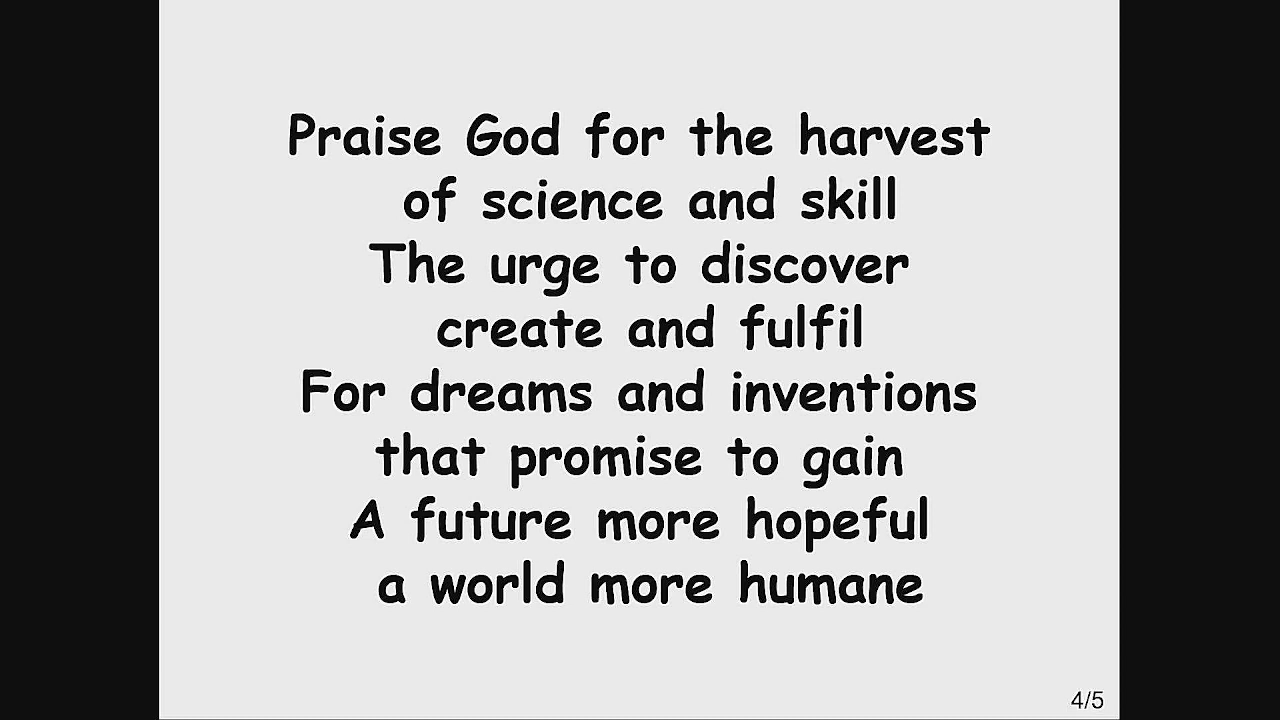 Praise God for the harvest
of science and skill
The urge to discover
create and fulfil
For dreams and inventions
that promise to gain
A future more hopeful
a world more humane
4/5